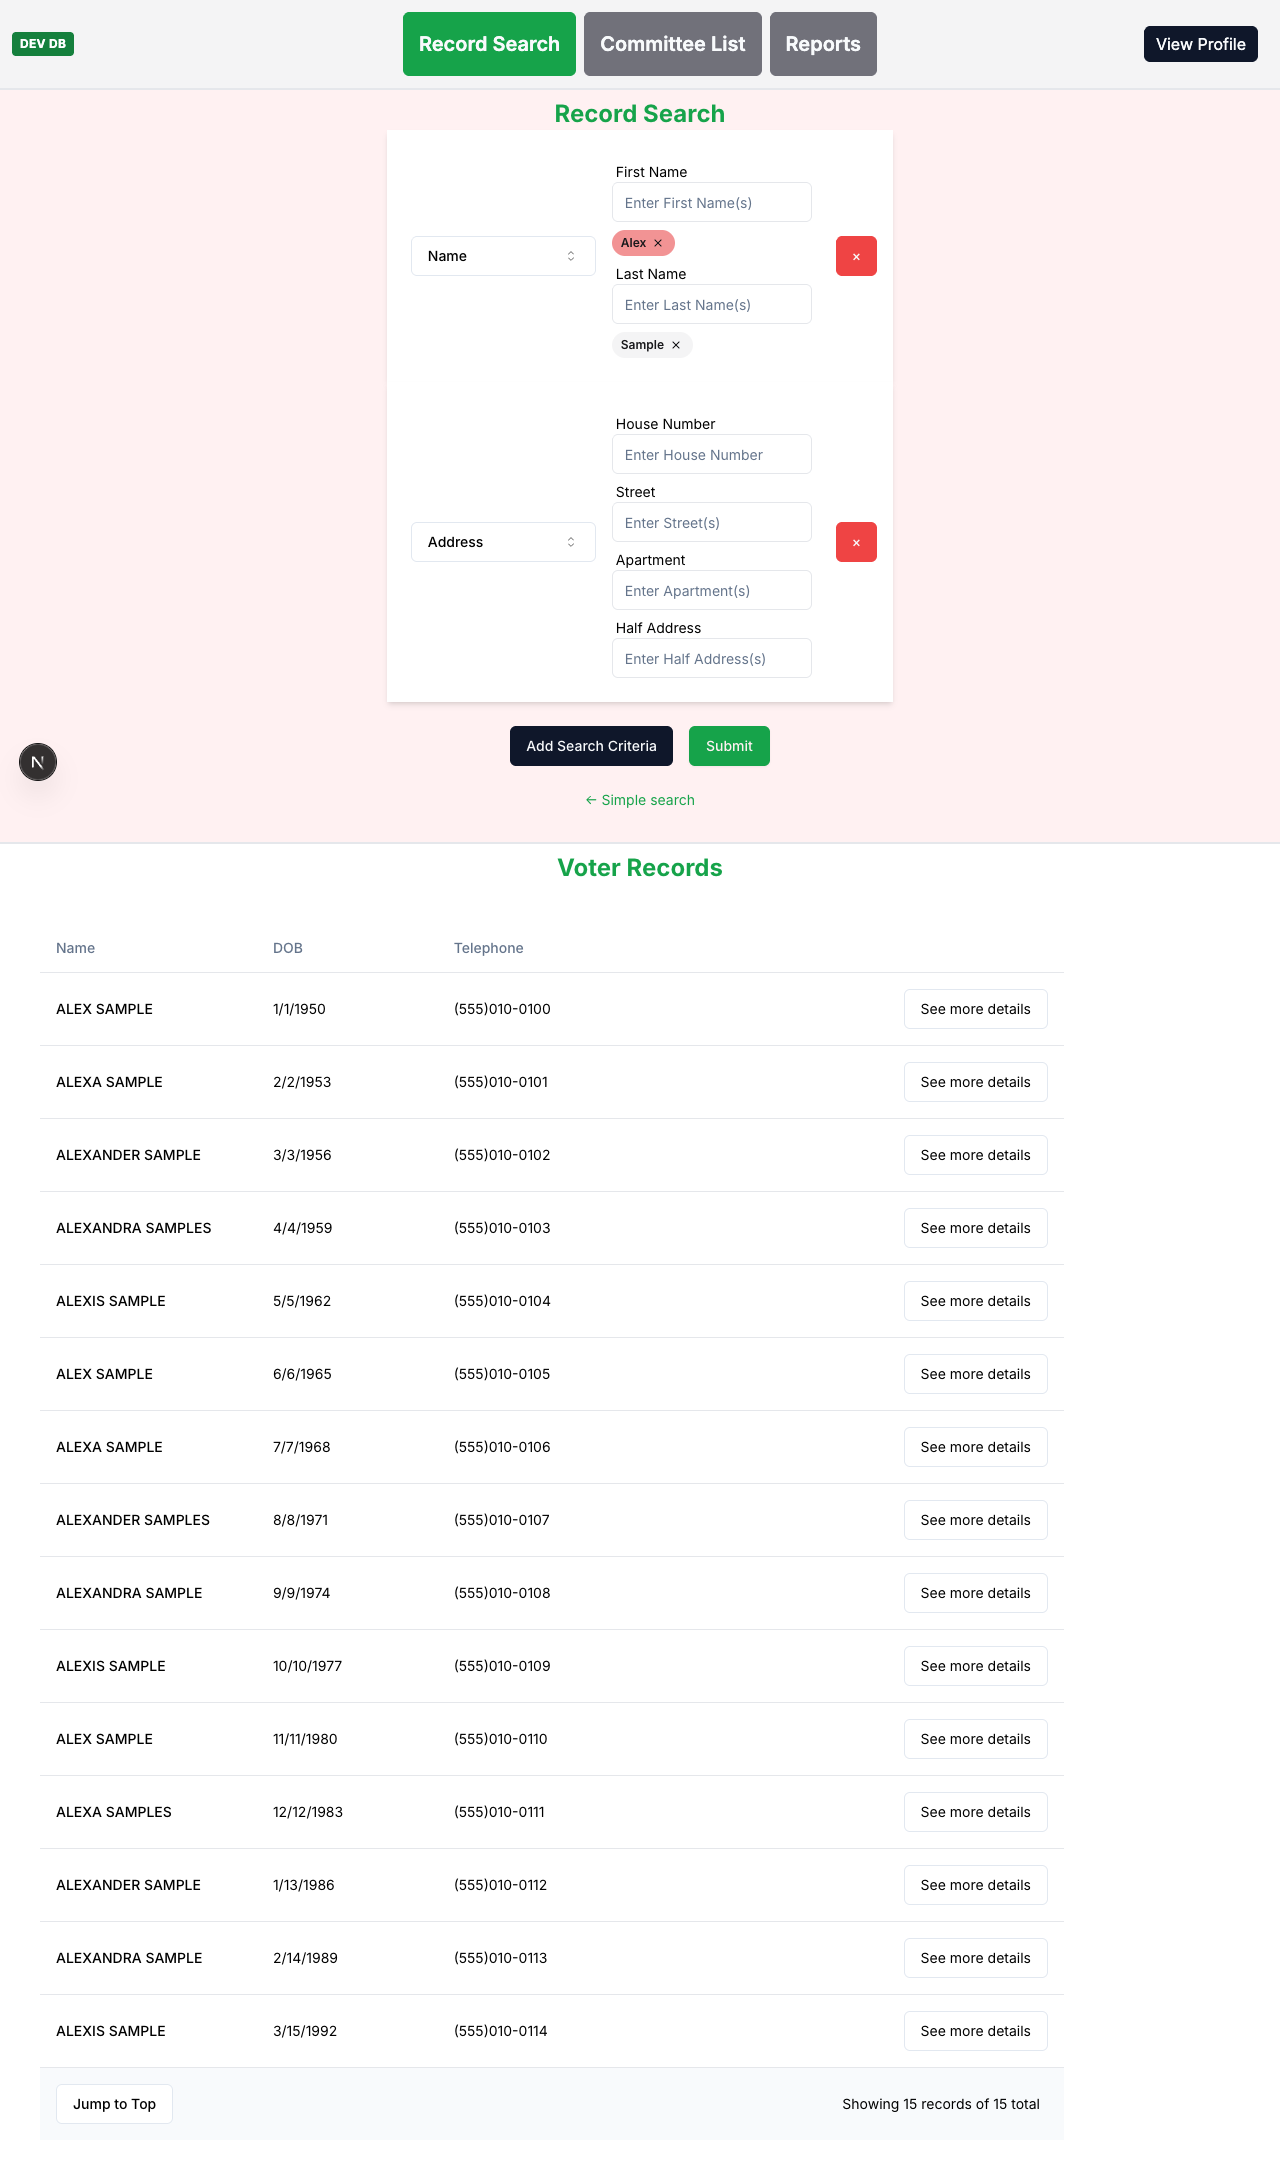 DEV DB
Record Search Committee List Reports
View Profile
Record Search
First Name
Enter First Name(s)
Alex ×
Name
×
Last Name
Enter Last Name(s)
Sample ×
House Number
Enter House Number
Street
Enter Street(s)
Address
×
Apartment
Enter Apartment(s)
Half Address
Enter Half Address(s)
Add Search Criteria Submit
N
← Simple search
Voter Records
Name DOB Telephone
ALEX SAMPLE 1/1/1950 (555)010-0100 See more details
ALEXA SAMPLE 2/2/1953 (555)010-0101 See more details
ALEXANDER SAMPLE 3/3/1956 (555)010-0102 See more details
ALEXANDRA SAMPLES 4/4/1959 (555)010-0103 See more details
ALEXIS SAMPLE 5/5/1962 (555)010-0104 See more details
ALEX SAMPLE 6/6/1965 (555)010-0105 See more details
ALEXA SAMPLE 7/7/1968 (555)010-0106 See more details
ALEXANDER SAMPLES 8/8/1971 (555)010-0107 See more details
ALEXANDRA SAMPLE 9/9/1974 (555)010-0108 See more details
ALEXIS SAMPLE 10/10/1977 (555)010-0109 See more details
ALEX SAMPLE 11/11/1980 (555)010-0110 See more details
ALEXA SAMPLES 12/12/1983 (555)010-0111 See more details
ALEXANDER SAMPLE 1/13/1986 (555)010-0112 See more details
ALEXANDRA SAMPLE 2/14/1989 (555)010-0113 See more details
ALEXIS SAMPLE 3/15/1992 (555)010-0114 See more details
Jump to Top Showing 15 records of 15 total